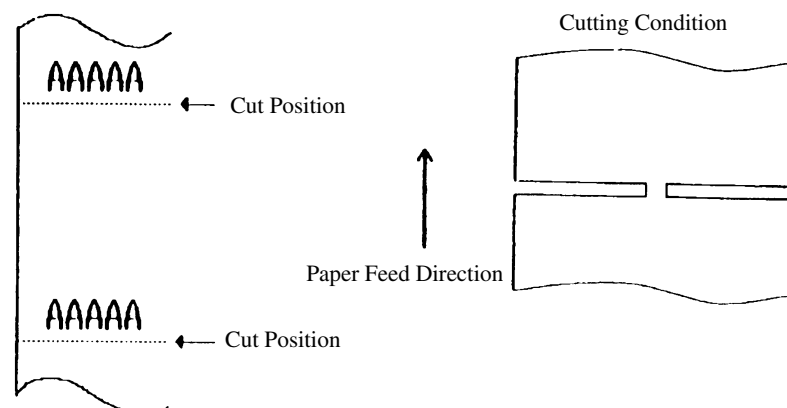 Cutting Condition
AAAAA
Cut Position
Paper Feed Direction
AAAAA
Cut Position